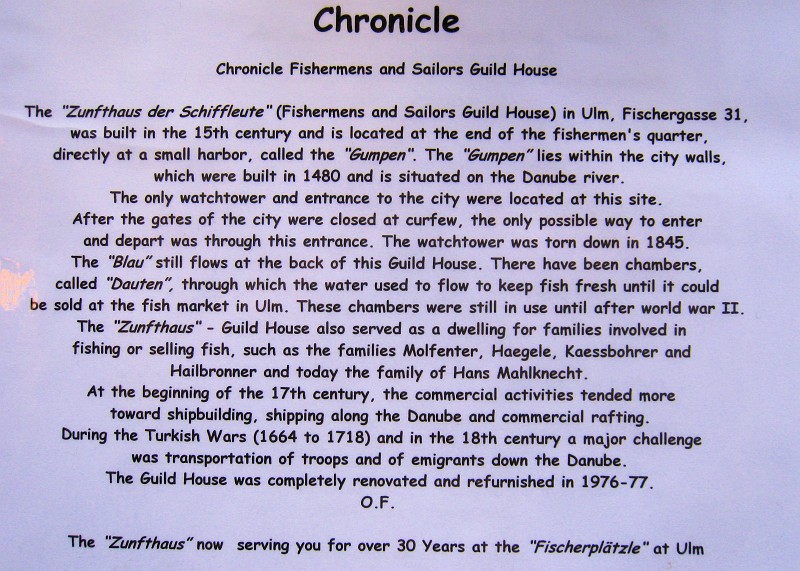 Chronicle
Chronicle Fishermens and Sailors Guild House
The "Zunfthaus der Schiffleute" (Fishermens and Sailors Guild House) in Ulm, Fischergasse 31,
was built in the 15th century and is located at the end of the fishermen's quarter,
directly at a small harbor, called the "Gumpen". The "Gumpen" lies within the city walls,
which were built in 1480 and is situated on the Danube river.
The only watchtower and entrance to the city were located at this site.
After the gates of the city were closed at curfew, the only possible way to enter
and depart was through this entrance. The watchtower was torn down in 1845.
The "Blau" still flows at the back of this Guild House. There have been chambers,
called "Dauten", through which the water used to flow to keep fish fresh until it could
be sold at the fish market in Ulm. These chambers were still in use until after world war II.
The "Zunfthaus" - Guild House also served as a dwelling for families involved in
fishing or selling fish, such as the families Molfenter, Haegele, Kaessbohrer and
Hailbronner and today the family of Hans Mahlknecht.
At the beginning of the 17th century, the commercial activities tended more
toward shipbuilding, shipping along the Danube and commercial rafting.
During the Turkish Wars (1664 to 1718) and in the 18th century a major challenge
was transportation of troops and of emigrants down the Danube.
The Guild House was completely renovated and refurnished in 1976-77.
O.F.
The "Zunfthaus" now serving you for over 30 Years at the "Fischerplätzle" at Ulm